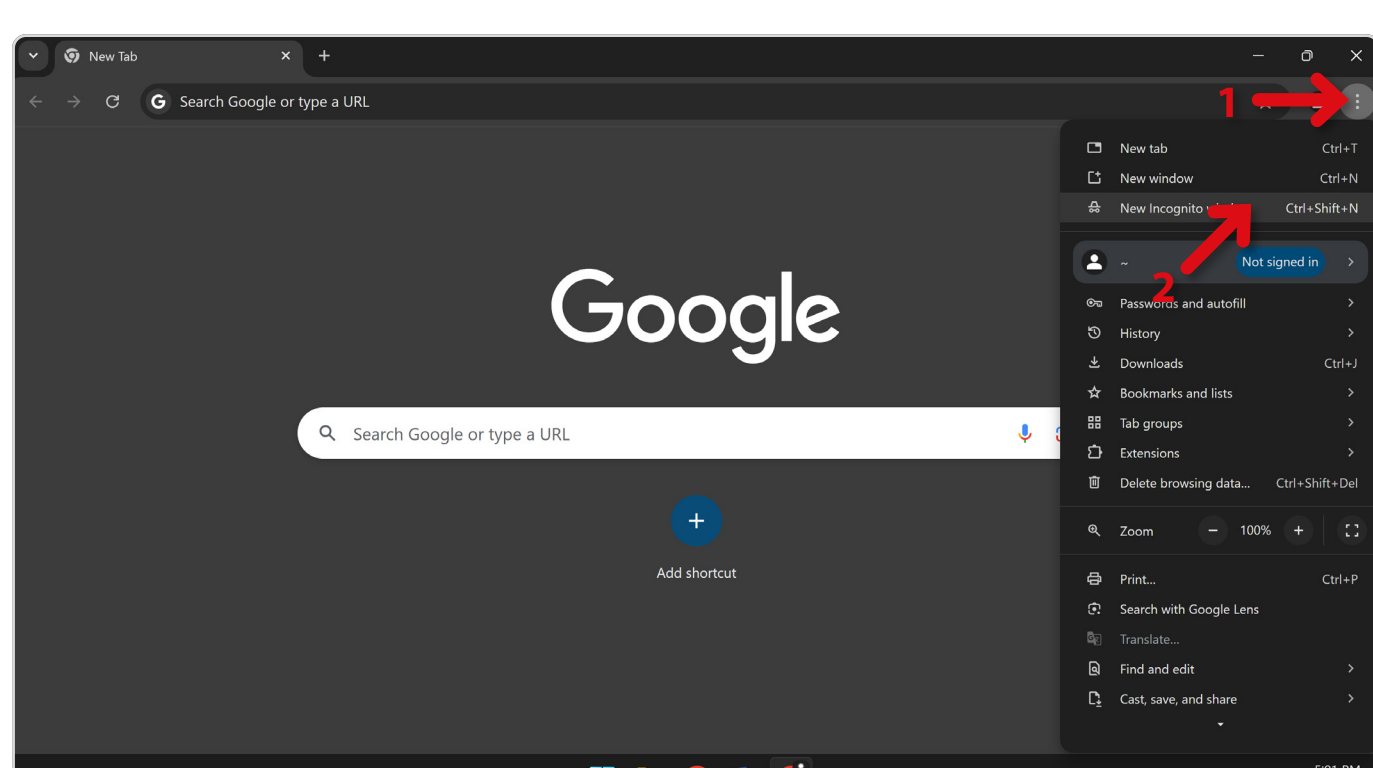 New Tab
Search Google or type a URL
1
New tab Ctrl+T
New window Ctrl+N
New Incognito Ctrl+Shift+N
~ Not signed in
2
Passwords and autofill
History
Downloads Ctrl+J
Bookmarks and lists
Tab groups
Extensions
Delete browsing data... Ctrl+Shift+Del
Zoom − 100% +
Print... Ctrl+P
Search with Google Lens
Translate...
Find and edit
Cast, save, and share
Google
Search Google or type a URL
Add shortcut